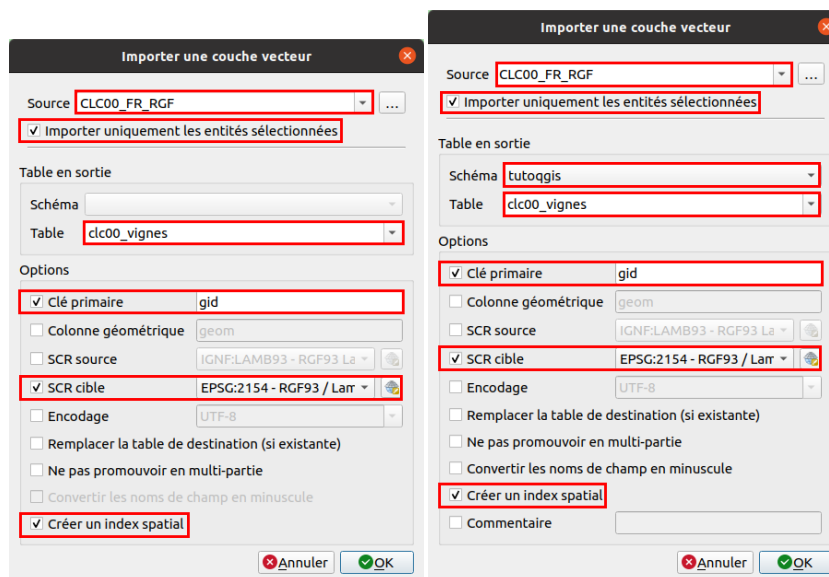 Importer une couche vecteur
Source CLC00_FR_RGF ...
Importer uniquement les entités sélectionnées
Table en sortie
Schéma
Table clc00_vignes
Options
Clé primaire gid
Colonne géométrique geom
SCR source IGNF:LAMB93 - RGF93 La
SCR cible EPSG:2154 - RGF93 / Lam
Encodage UTF-8
Remplacer la table de destination (si existante)
Ne pas promouvoir en multi-partie
Convertir les noms de champ en minuscule
Créer un index spatial
Annuler OK
Importer une couche vecteur
Source CLC00_FR_RGF ...
Importer uniquement les entités sélectionnées
Table en sortie
Schéma tutoqgis
Table clc00_vignes
Options
Clé primaire gid
Colonne géométrique geom
SCR source IGNF:LAMB93 - RGF93 La
SCR cible EPSG:2154 - RGF93 / Lam
Encodage UTF-8
Remplacer la table de destination (si existante)
Ne pas promouvoir en multi-partie
Convertir les noms de champ en minuscule
Créer un index spatial
Commentaire
Annuler OK